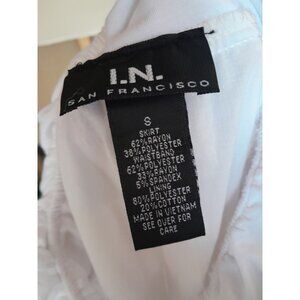 I.N.
SAN FRANCISCO
S
SKIRT
62% RAYON
38% POLYESTER
WAISTBAND
62% POLYESTER
33% RAYON
5% SPANDEX
LINING
80% POLYESTER
20% COTTON
MADE IN VIETNAM
SEE OVER FOR
CARE